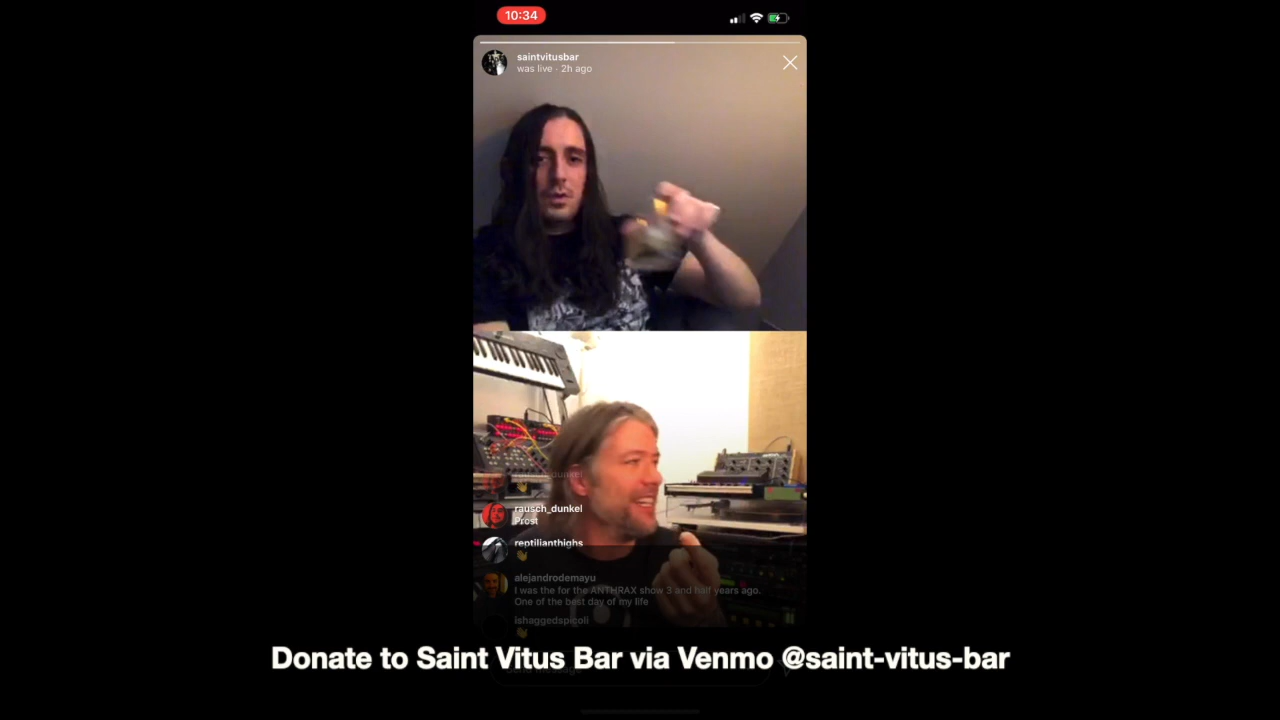 10:34
saintvitusbar
was live · 2h ago
rausch_dunkel
Prost
reptilianthighs
alejandrodemayu
I was the for the ANTHRAX show 3 and half years ago.
One of the best day of my life
ishaggedspicoli
Donate to Saint Vitus Bar via Venmo @saint-vitus-bar